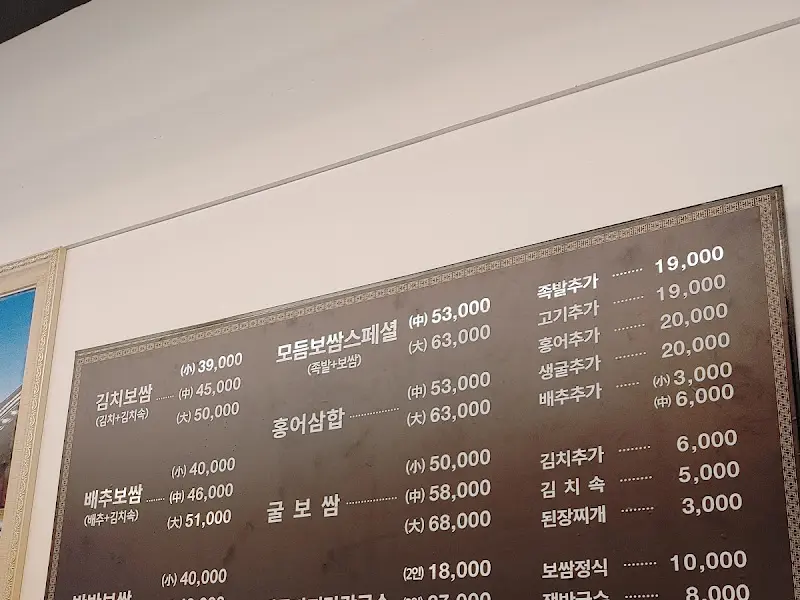 김치보쌈 (小) 39,000
(김치+김치속) (中) 45,000
(大) 50,000
배추보쌈 (小) 40,000
(배추+김치속) (中) 46,000
(大) 51,000
(小) 40,000
모듬보쌈스페셜 (中) 53,000
(족발+보쌈) (大) 63,000
홍어삼합 (中) 53,000
(大) 63,000
굴보쌈 (小) 50,000
(中) 58,000
(大) 68,000
(2인) 18,000
족발추가 19,000
고기추가 19,000
홍어추가 20,000
생굴추가 20,000
배추추가 (小) 3,000
(中) 6,000
김치추가 6,000
김치속 5,000
된장찌개 3,000
보쌈정식 10,000
쟁반국수 8,000